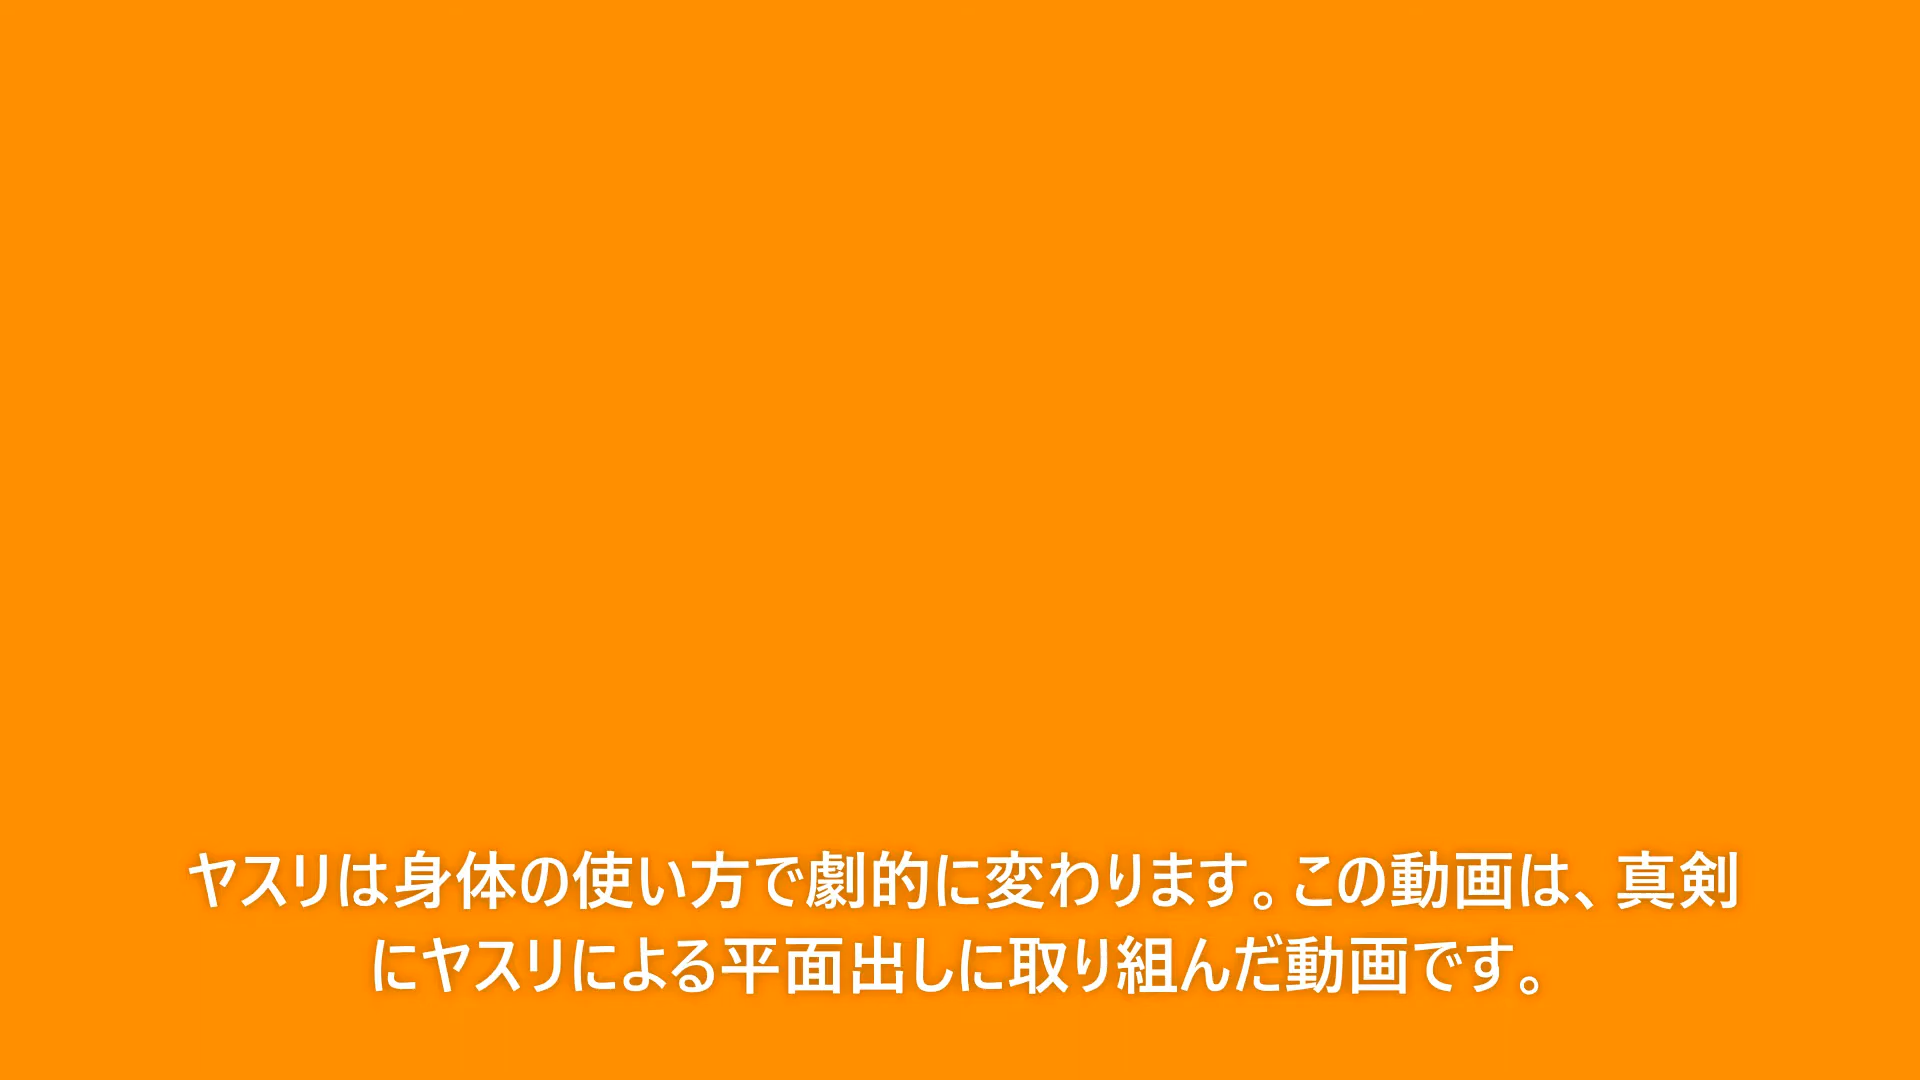 ヤスリは身体の使い方で劇的に変わります。この動画は、真剣
にヤスリによる平面出しに取り組んだ動画です。